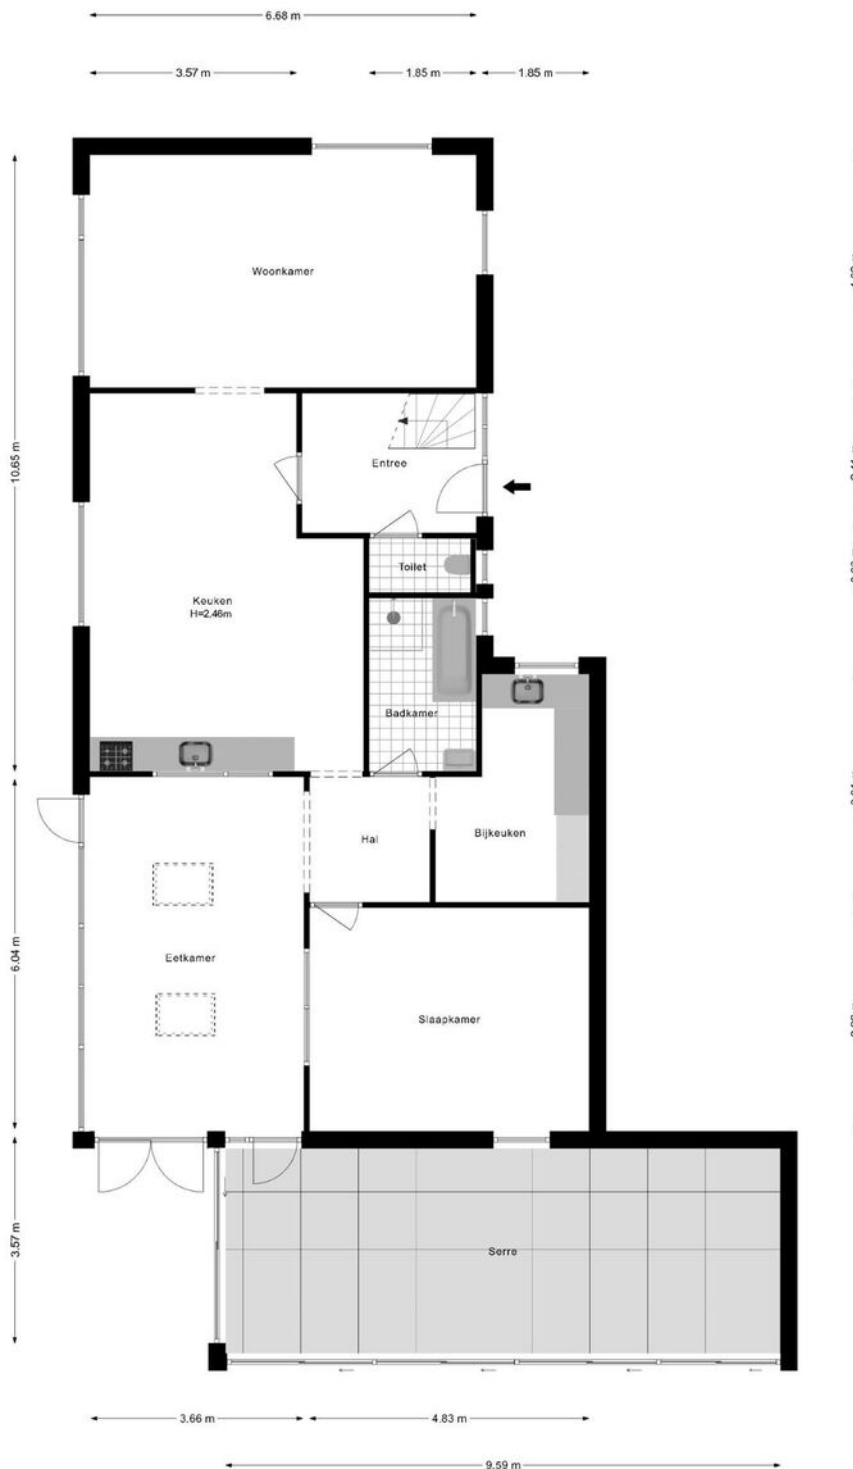 6.68 m
3.57 m
1.85 m
1.85 m
Woonkamer
10.65 m
Entree
Toilet
Keuken
H=2.46m
Badkamer
Bijkeuken
Hal
6.04 m
Eetkamer
Slaapkamer
3.57 m
Serre
3.66 m
4.83 m
9.59 m